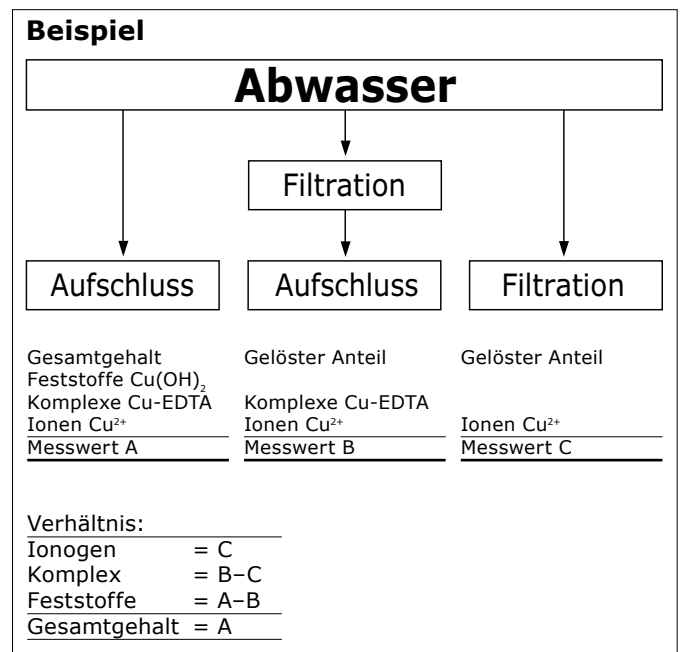 Beispiel
Abwasser
Filtration
Aufschluss Aufschluss Filtration
Gesamtgehalt Gelöster Anteil Gelöster Anteil
Feststoffe Cu(OH)₂
Komplexe Cu-EDTA Komplexe Cu-EDTA
Ionen Cu²⁺ Ionen Cu²⁺ Ionen Cu²⁺
Messwert A Messwert B Messwert C
Verhältnis:
Ionogen = C
Komplex = B–C
Feststoffe = A–B
Gesamtgehalt = A